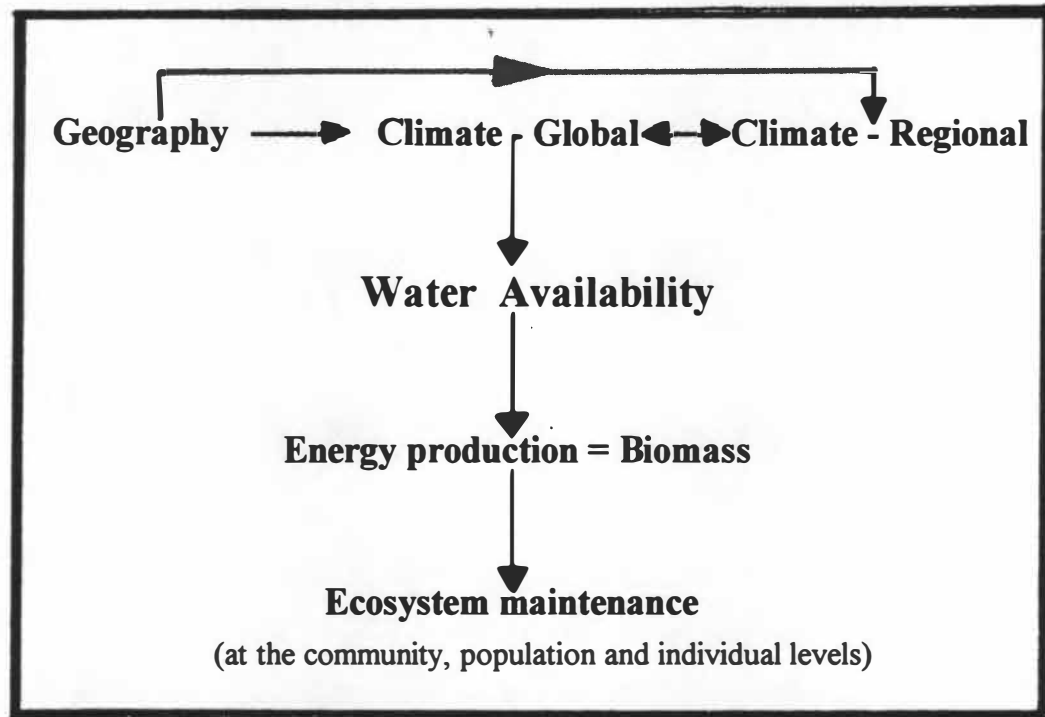 Geography Climate - Global Climate - Regional
Water Availability
Energy production = Biomass
Ecosystem maintenance
(at the community, population and individual levels)